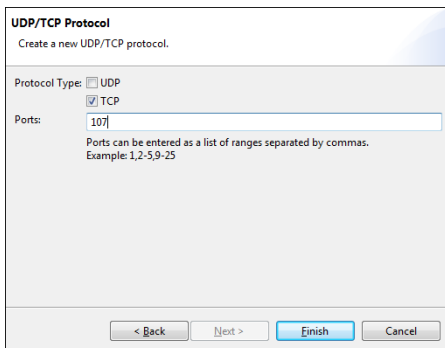 UDP/TCP Protocol
Create a new UDP/TCP protocol.
Protocol Type: UDP
TCP
Ports: 107
Ports can be entered as a list of ranges separated by commas.
Example: 1,2-5,9-25
< Back Next > Finish Cancel